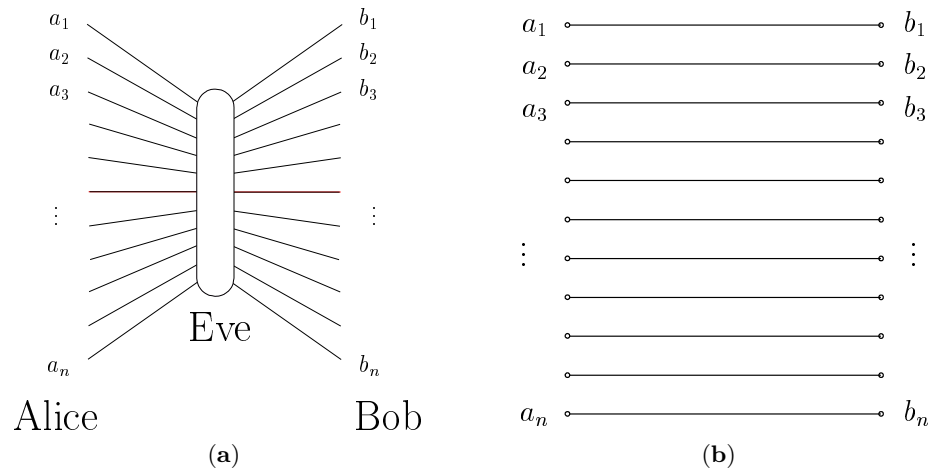 a₁ b₁
a₂ b₂
a₃ b₃
⋮ ⋮
aₙ bₙ
Eve
Alice Bob
(a)
a₁ b₁
a₂ b₂
a₃ b₃
⋮ ⋮
aₙ bₙ
(b)